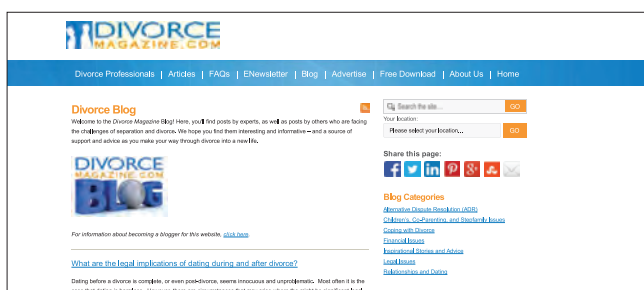 DIVORCE
MAGAZINE.COM
Divorce Professionals | Articles | FAQs | ENewsletter | Blog | Advertise | Free Download | About Us | Home
Divorce Blog
Welcome to the Divorce Magazine Blog! Here, you'll find posts by experts, as well as posts by others who are facing
the challenges of separation and divorce. We hope you find them interesting and informative – and a source of
support and advice as you make your way through divorce into a new life.
DIVORCE
MAGAZINE.COM
BLOG
For information about becoming a blogger for this website, click here.
What are the legal implications of dating during and after divorce?
Dating before a divorce is complete, or even post-divorce, seems innocuous and unproblematic. Most often it is the
Search the site...
GO
Your location:
Please select your location...
GO
Share this page:
Blog Categories
Alternative Dispute Resolution (ADR)
Children's, Co-Parenting, and Stepfamily Issues
Coping with Divorce
Financial Issues
Inspirational Stories and Advice
Legal Issues
Relationships and Dating